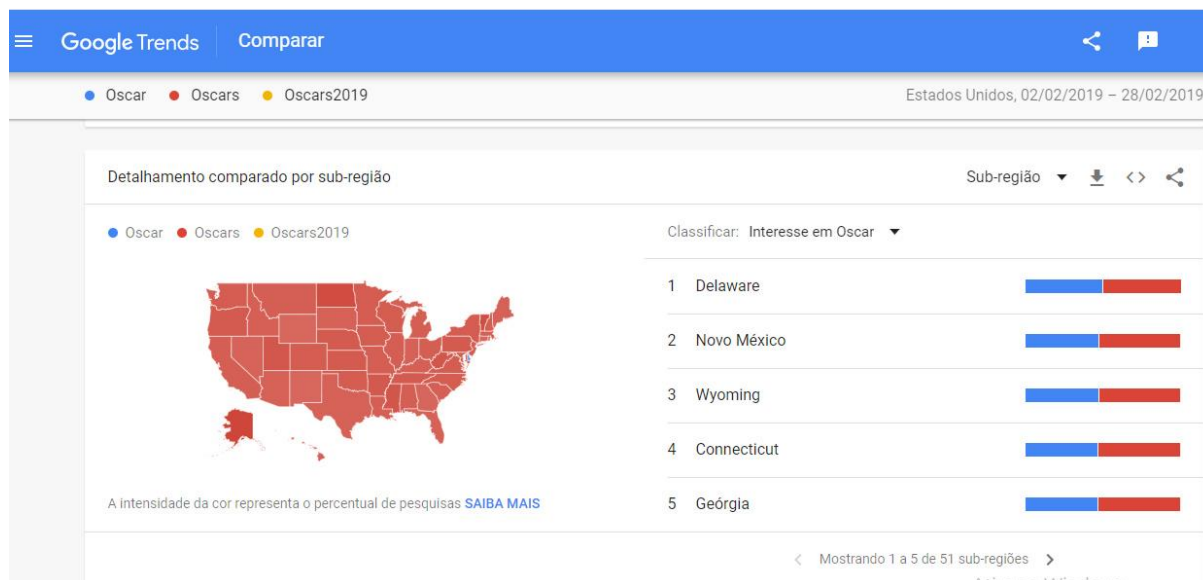 Google Trends Comparar
Oscar Oscars Oscars2019 Estados Unidos, 02/02/2019 – 28/02/2019
Detalhamento comparado por sub-região Sub-região
Oscar Oscars Oscars2019
Classificar: Interesse em Oscar
1 Delaware
2 Novo México
3 Wyoming
4 Connecticut
5 Geórgia
A intensidade da cor representa o percentual de pesquisas SAIBA MAIS
Mostrando 1 a 5 de 51 sub-regiões